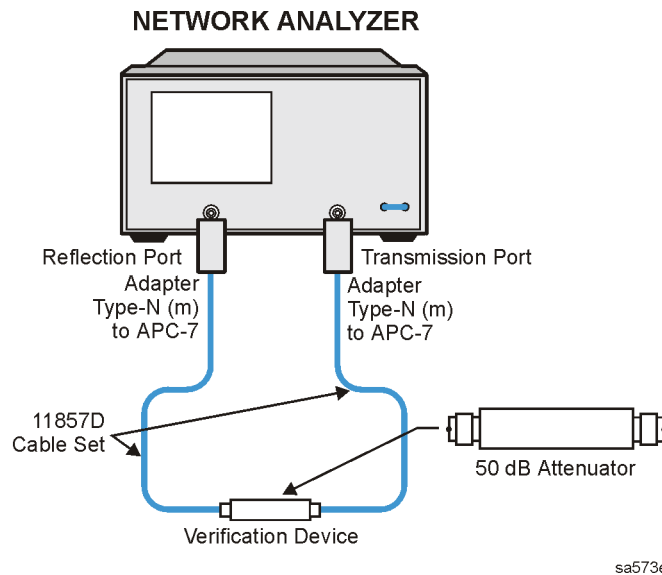 NETWORK ANALYZER
Reflection Port
Adapter
Type-N (m)
to APC-7
Transmission Port
Adapter
Type-N (m)
to APC-7
11857D
Cable Set
50 dB Attenuator
Verification Device
sa573e